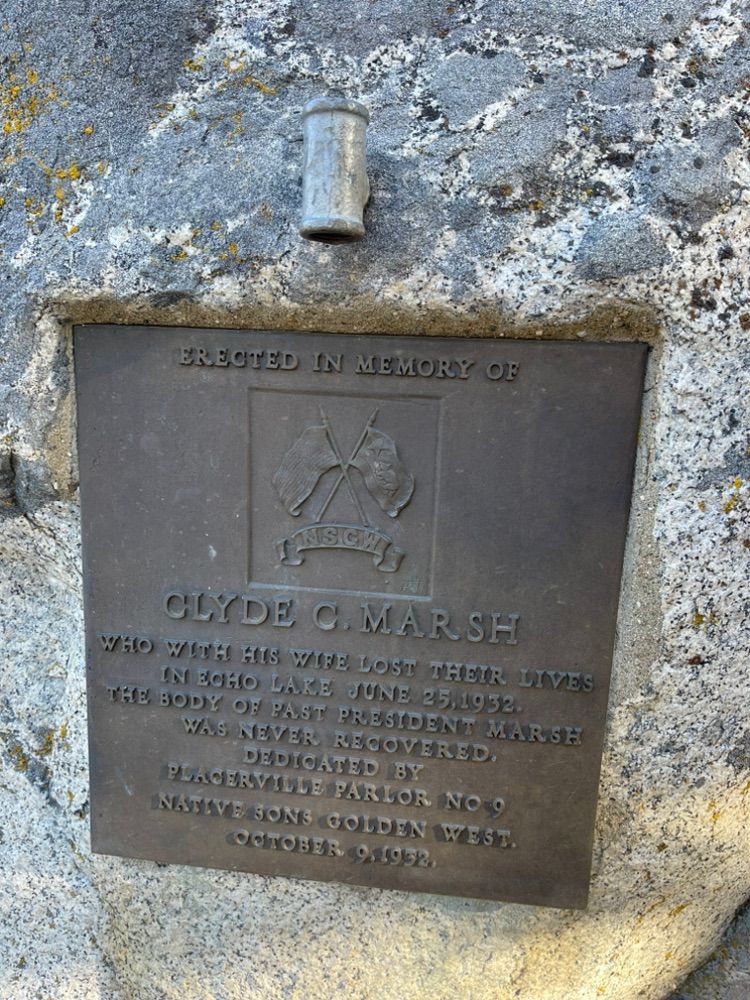 ERECTED IN MEMORY OF
NSGW
CLYDE C. MARSH
WHO WITH HIS WIFE LOST THEIR LIVES
IN ECHO LAKE JUNE 25, 1932.
THE BODY OF PAST PRESIDENT MARSH
WAS NEVER RECOVERED.
DEDICATED BY
PLACERVILLE PARLOR NO 9
NATIVE SONS GOLDEN WEST.
OCTOBER 9, 1932.